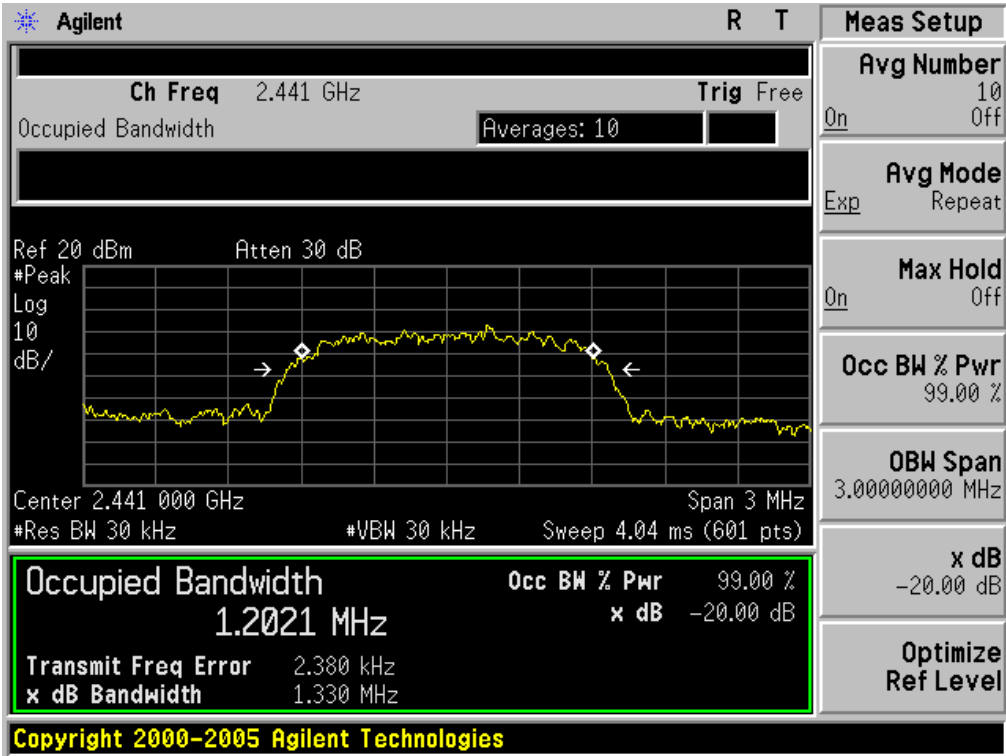 Agilent R T
Meas Setup
Ch Freq 2.441 GHz Trig Free
Occupied Bandwidth Averages: 10
Ref 20 dBm Atten 30 dB
#Peak
Log
10
dB/
Center 2.441 000 GHz Span 3 MHz
#Res BW 30 kHz #VBW 30 kHz Sweep 4.04 ms (601 pts)
Occupied Bandwidth Occ BW % Pwr 99.00 %
1.2021 MHz x dB -20.00 dB
Transmit Freq Error 2.380 kHz
x dB Bandwidth 1.330 MHz
Avg Number
10
On Off
Avg Mode
Exp Repeat
Max Hold
On Off
Occ BW % Pwr
99.00 %
OBW Span
3.00000000 MHz
x dB
-20.00 dB
Optimize
Ref Level
Copyright 2000-2005 Agilent Technologies